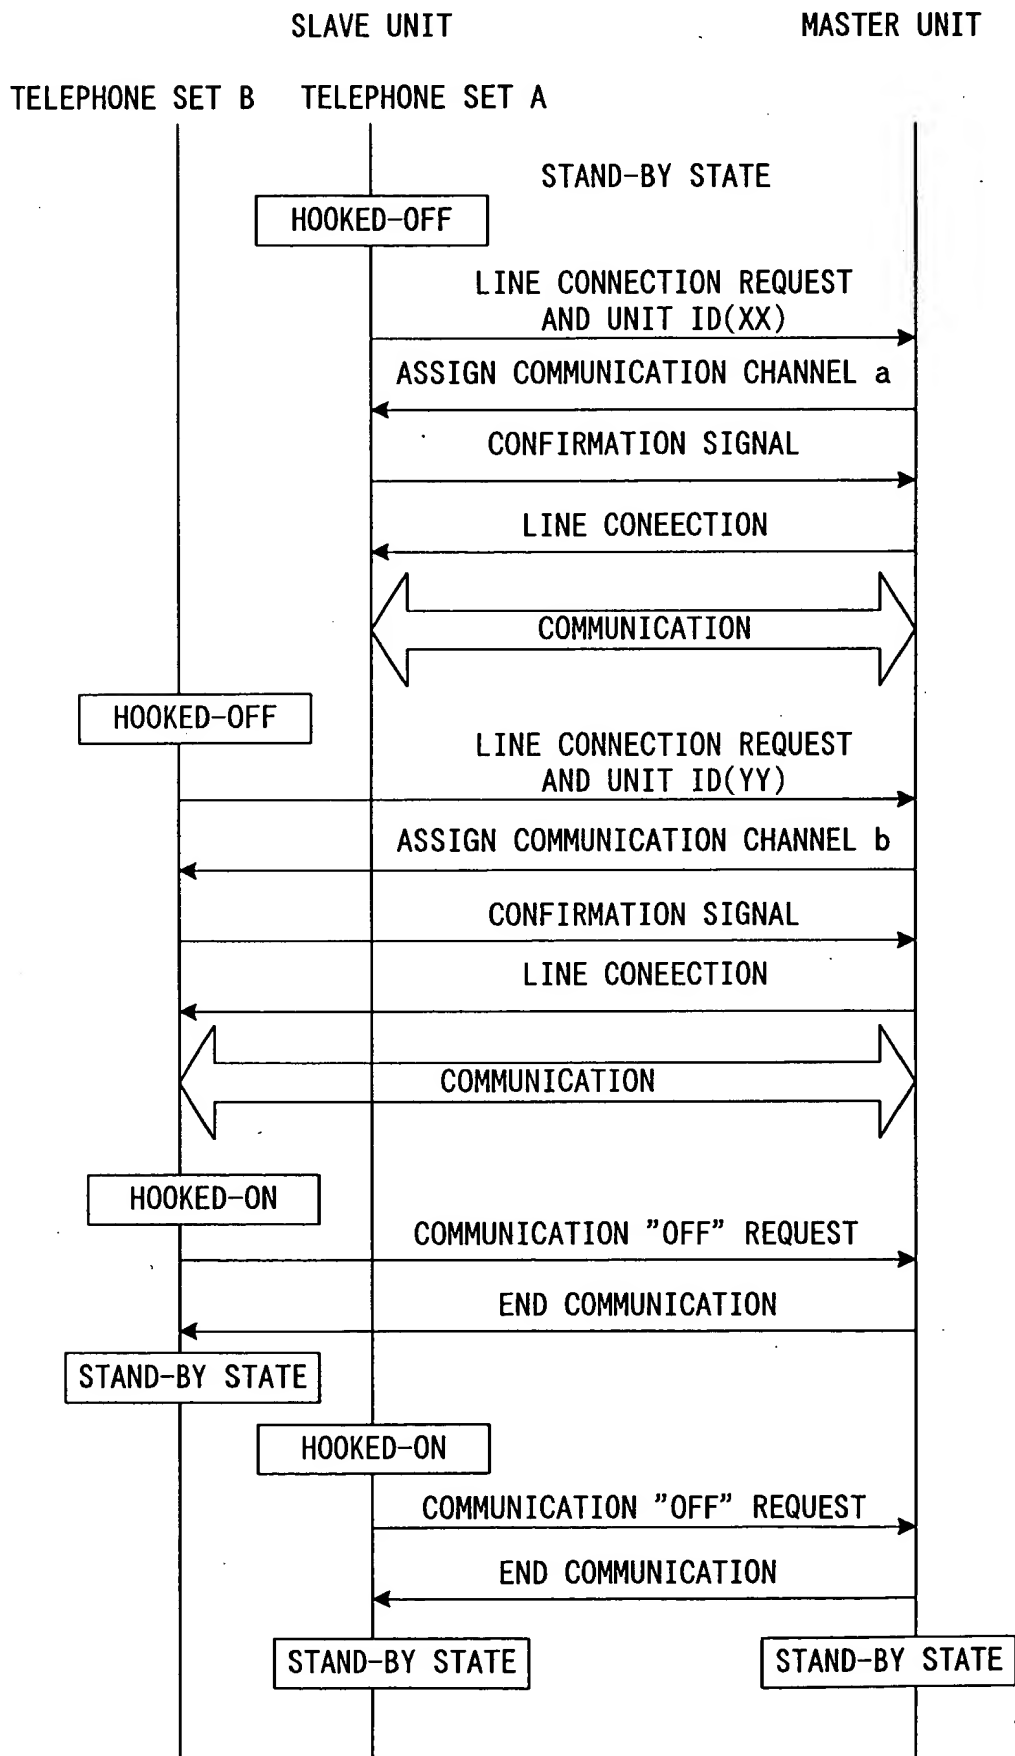 SLAVE UNIT
MASTER UNIT
TELEPHONE SET B
TELEPHONE SET A
STAND-BY STATE
HOOKED-OFF
LINE CONNECTION REQUEST
AND UNIT ID(XX)
ASSIGN COMMUNICATION CHANNEL a
CONFIRMATION SIGNAL
LINE CONEECTION
COMMUNICATION
HOOKED-OFF
LINE CONNECTION REQUEST
AND UNIT ID(YY)
ASSIGN COMMUNICATION CHANNEL b
CONFIRMATION SIGNAL
LINE CONEECTION
COMMUNICATION
HOOKED-ON
COMMUNICATION ”OFF” REQUEST
END COMMUNICATION
STAND-BY STATE
HOOKED-ON
COMMUNICATION ”OFF” REQUEST
END COMMUNICATION
STAND-BY STATE
STAND-BY STATE